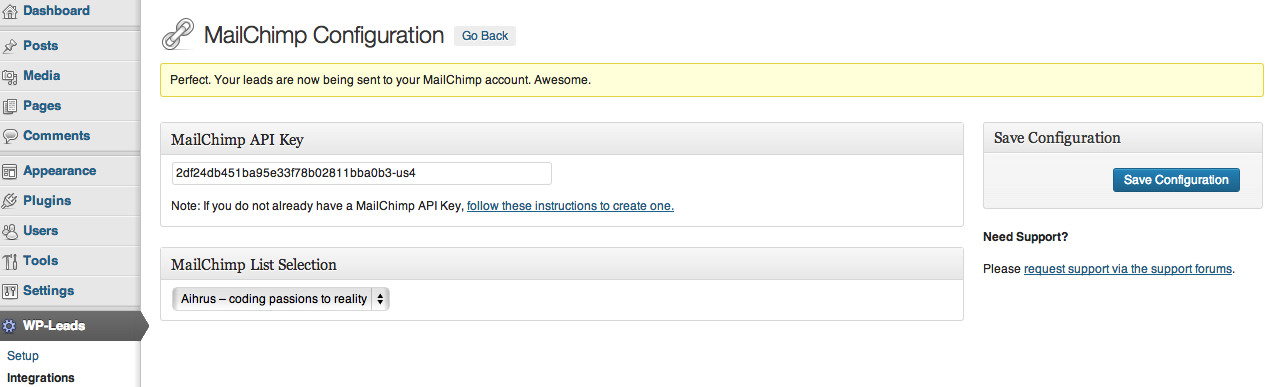 Dashboard
Posts
Media
Pages
Comments
Appearance
Plugins
Users
Tools
Settings
WP-Leads
Setup
Integrations
MailChimp Configuration Go Back
Perfect. Your leads are now being sent to your MailChimp account. Awesome.
MailChimp API Key
2df24db451ba95e33f78b02811bba0b3-us4
Note: If you do not already have a MailChimp API Key, follow these instructions to create one.
MailChimp List Selection
Aihrus – coding passions to reality
Save Configuration
Save Configuration
Need Support?
Please request support via the support forums.